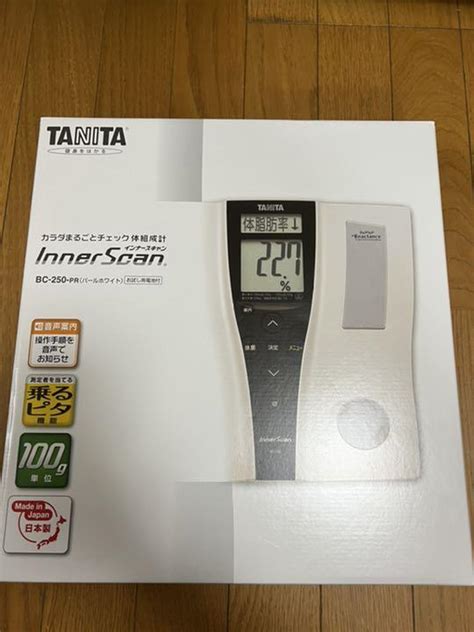 TANITA
健康をはかる
カラダまるごとチェック体組成計
インナースキャン
InnerScan®
BC-250-PR(パールホワイト) お試し用電池付
音声案内
操作手順を
音声で
お知らせ
測定者を当てる
乗る
ピタ
機能
100g
単位
Made in
Japan
日本製
TANITA
体脂肪率↓
22.7
%
体重
決定
メニュー
InnerScan